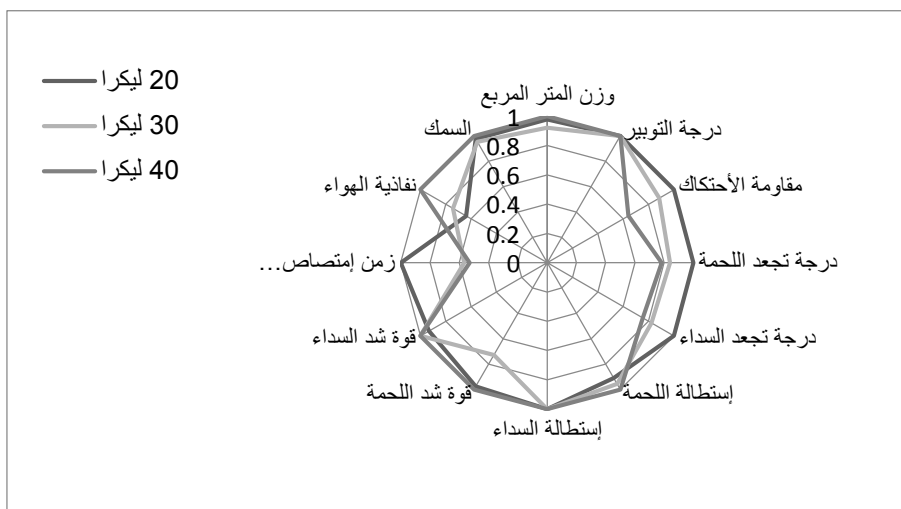 20 ليكرا
30 ليكرا
40 ليكرا
وزن المتر المربع
درجة التوبير
مقاومة الأحتكاك
درجة تجعد اللحمة
درجة تجعد السداء
إستطالة اللحمة
إستطالة السداء
قوة شد اللحمة
قوة شد السداء
زمن إمتصاص...
نفاذية الهواء
السمك
1
0.8
0.6
0.4
0.2
0